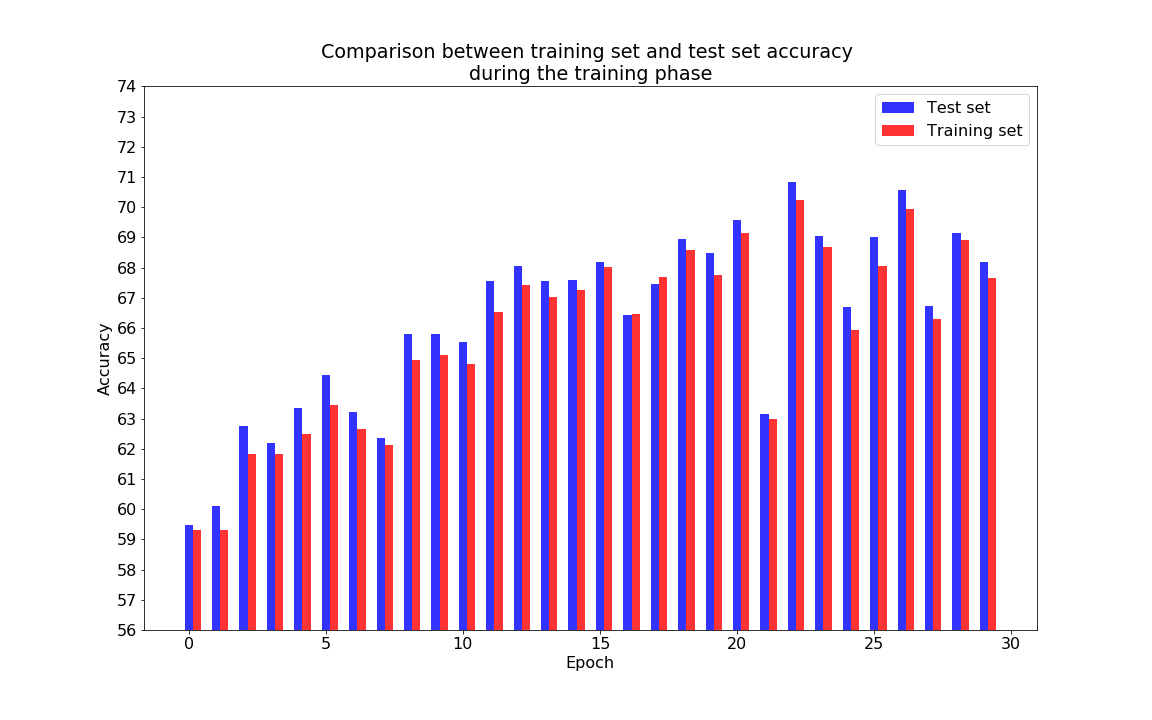 Comparison between training set and test set accuracy
during the training phase
Test set
Training set
Accuracy
74
73
72
71
70
69
68
67
66
65
64
63
62
61
60
59
58
57
56
0 5 10 15 20 25 30
Epoch